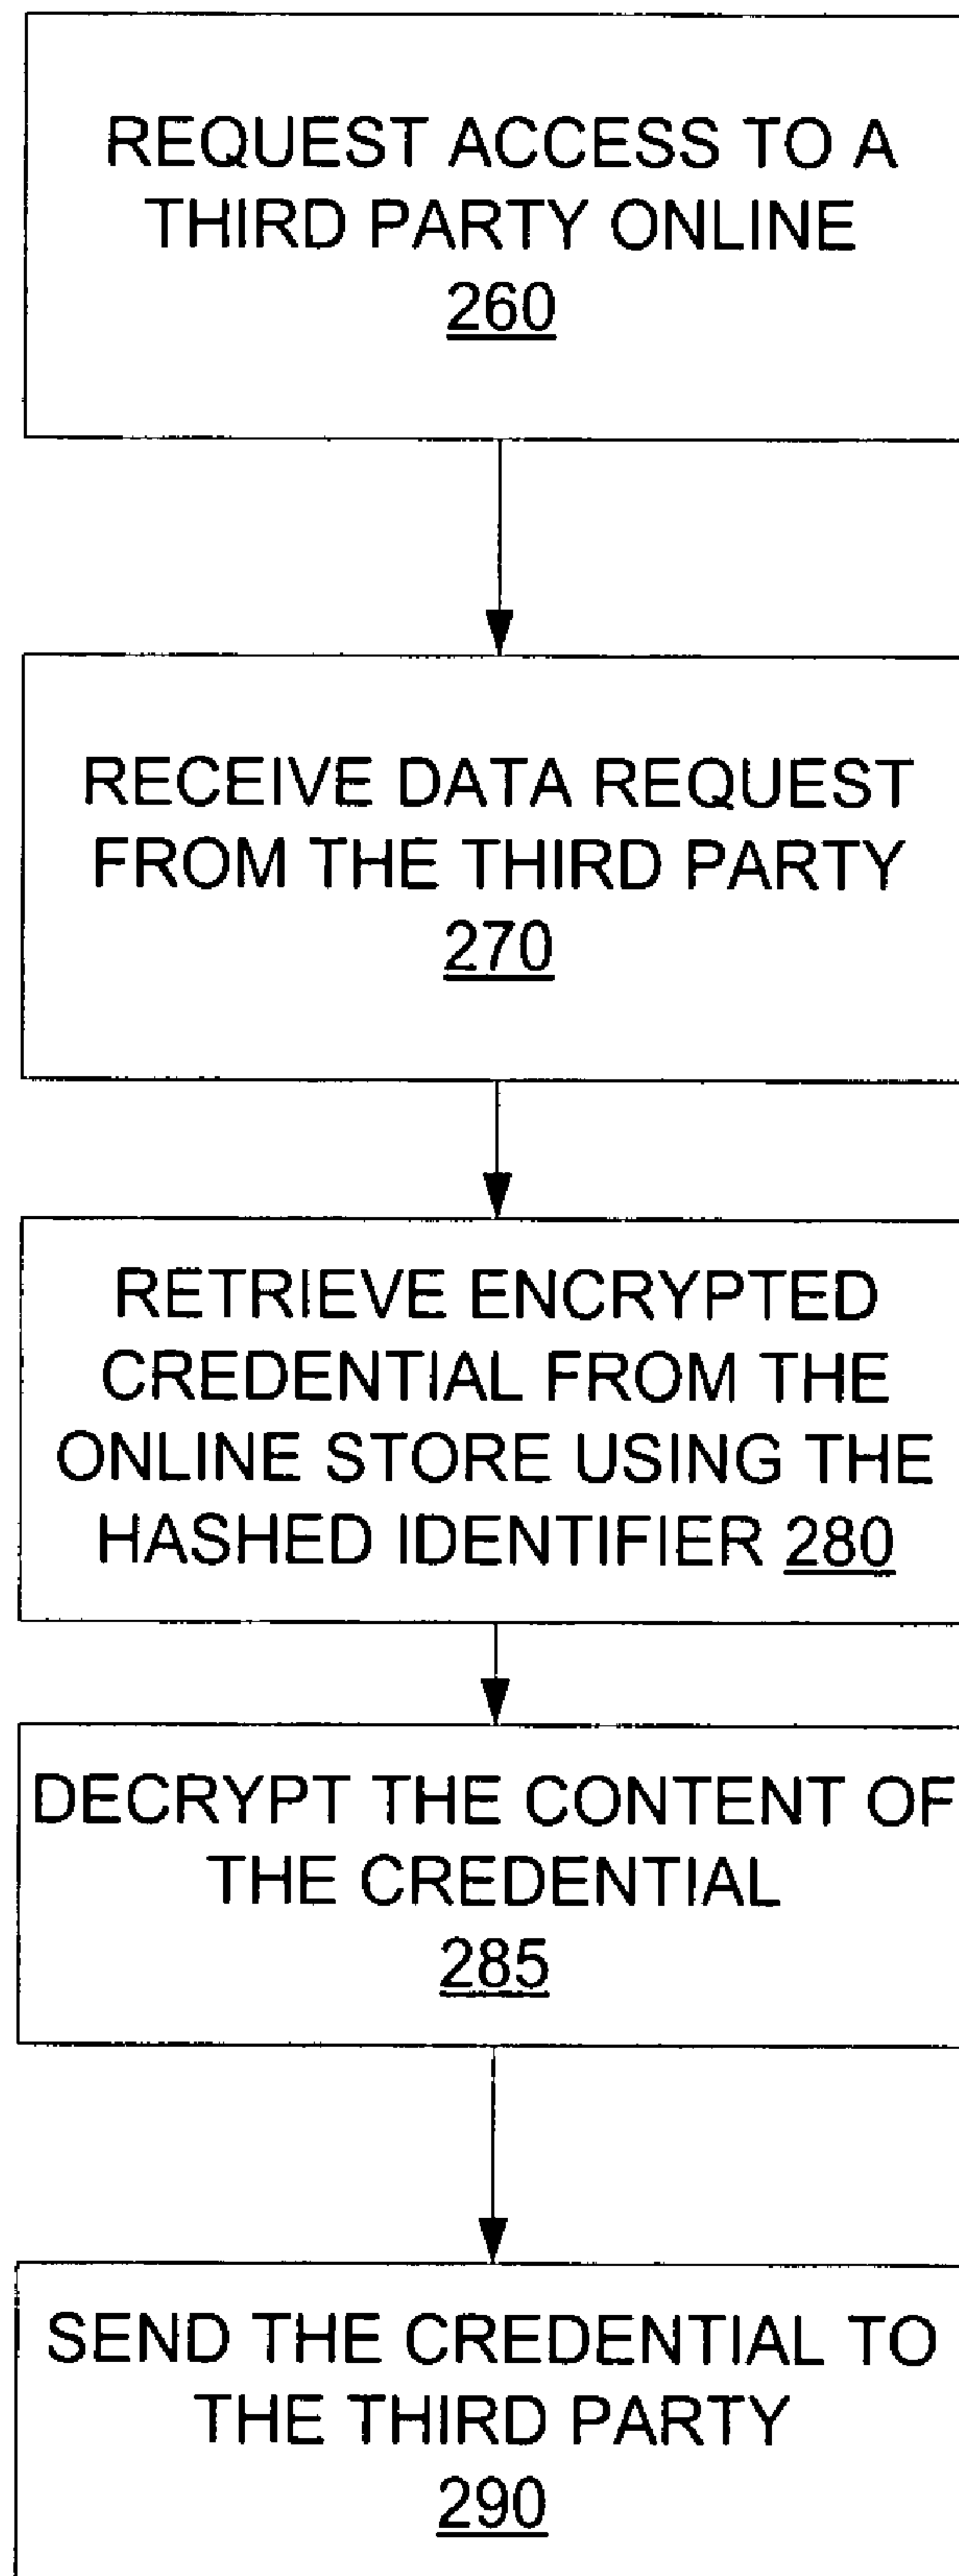 REQUEST ACCESS TO A
THIRD PARTY ONLINE
260
RECEIVE DATA REQUEST
FROM THE THIRD PARTY
270
RETRIEVE ENCRYPTED
CREDENTIAL FROM THE
ONLINE STORE USING THE
HASHED IDENTIFIER 280
DECRYPT THE CONTENT OF
THE CREDENTIAL
285
SEND THE CREDENTIAL TO
THE THIRD PARTY
290